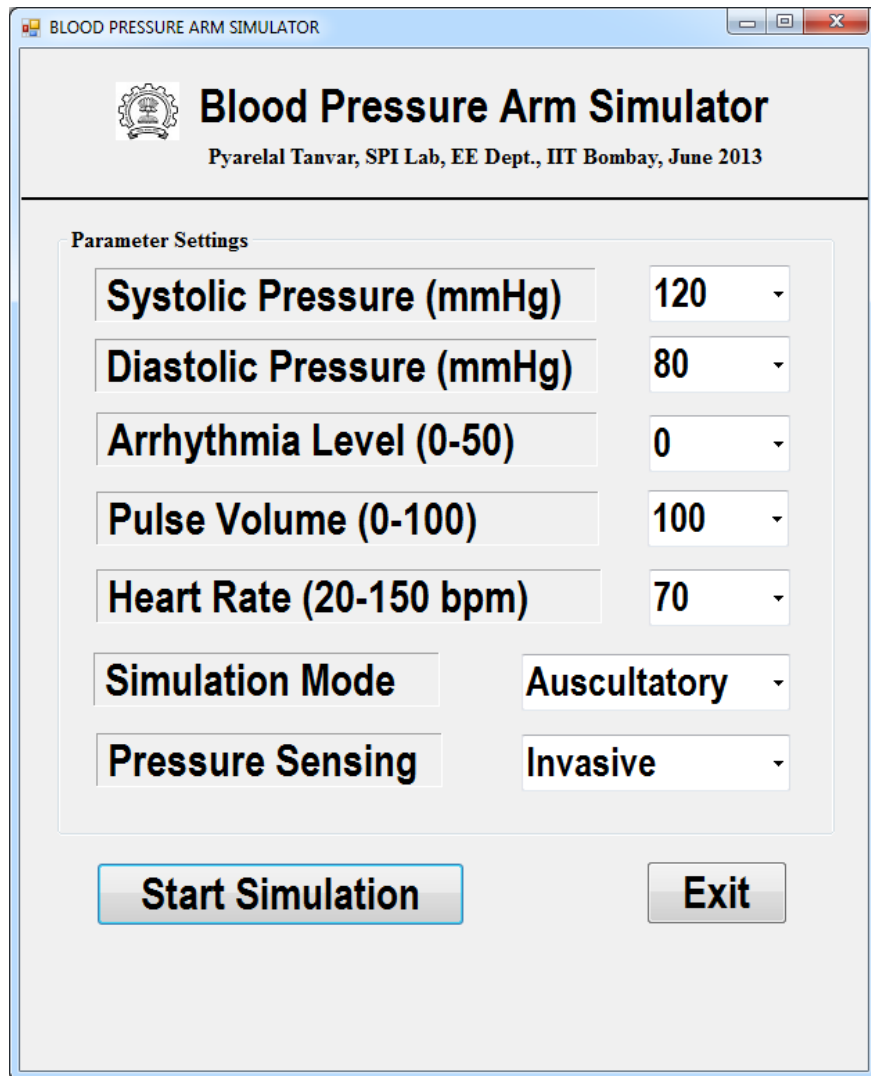 BLOOD PRESSURE ARM SIMULATOR
Blood Pressure Arm Simulator
Pyarelal Tanvar, SPI Lab, EE Dept., IIT Bombay, June 2013
Parameter Settings
Systolic Pressure (mmHg) 120
Diastolic Pressure (mmHg) 80
Arrhythmia Level (0-50) 0
Pulse Volume (0-100) 100
Heart Rate (20-150 bpm) 70
Simulation Mode Auscultatory
Pressure Sensing Invasive
Start Simulation Exit